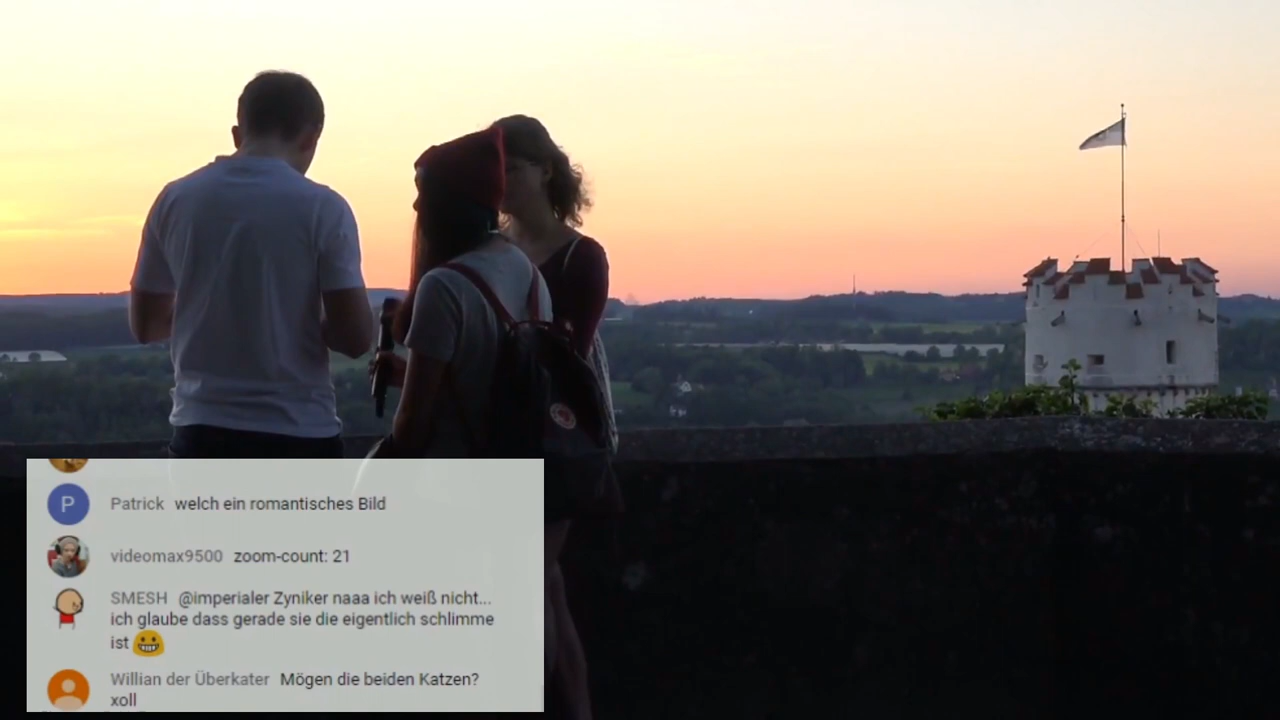 P
Patrick welch ein romantisches Bild
videomax9500 zoom-count: 21
SMESH @imperialer Zyniker naaa ich weiß nicht...
ich glaube dass gerade sie die eigentlich schlimme
ist
Willian der Überkater Mögen die beiden Katzen?
xoll